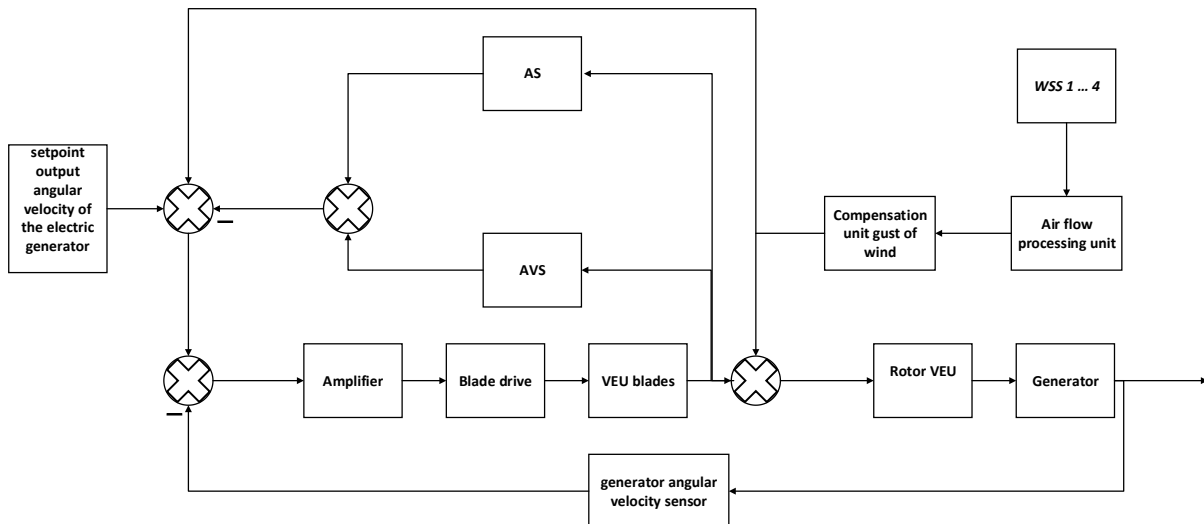 AS
WSS 1 ... 4
setpoint
output
angular
velocity of
the electric
generator
Compensation
unit gust of
wind
Air flow
processing unit
AVS
Amplifier
Blade drive
VEU blades
Rotor VEU
Generator
generator angular
velocity sensor